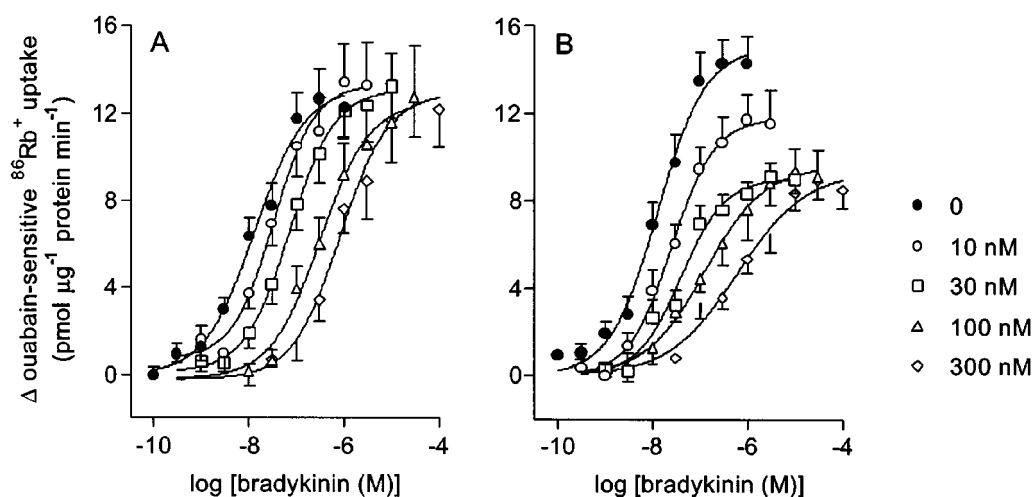 A
B
16
12
8
4
0
Δ ouabain-sensitive ⁸⁶Rb⁺ uptake
(pmol μg⁻¹ protein min⁻¹)
-10
-8
-6
-4
log [bradykinin (M)]
16
12
8
4
0
-10
-8
-6
-4
log [bradykinin (M)]
0
10 nM
30 nM
100 nM
300 nM